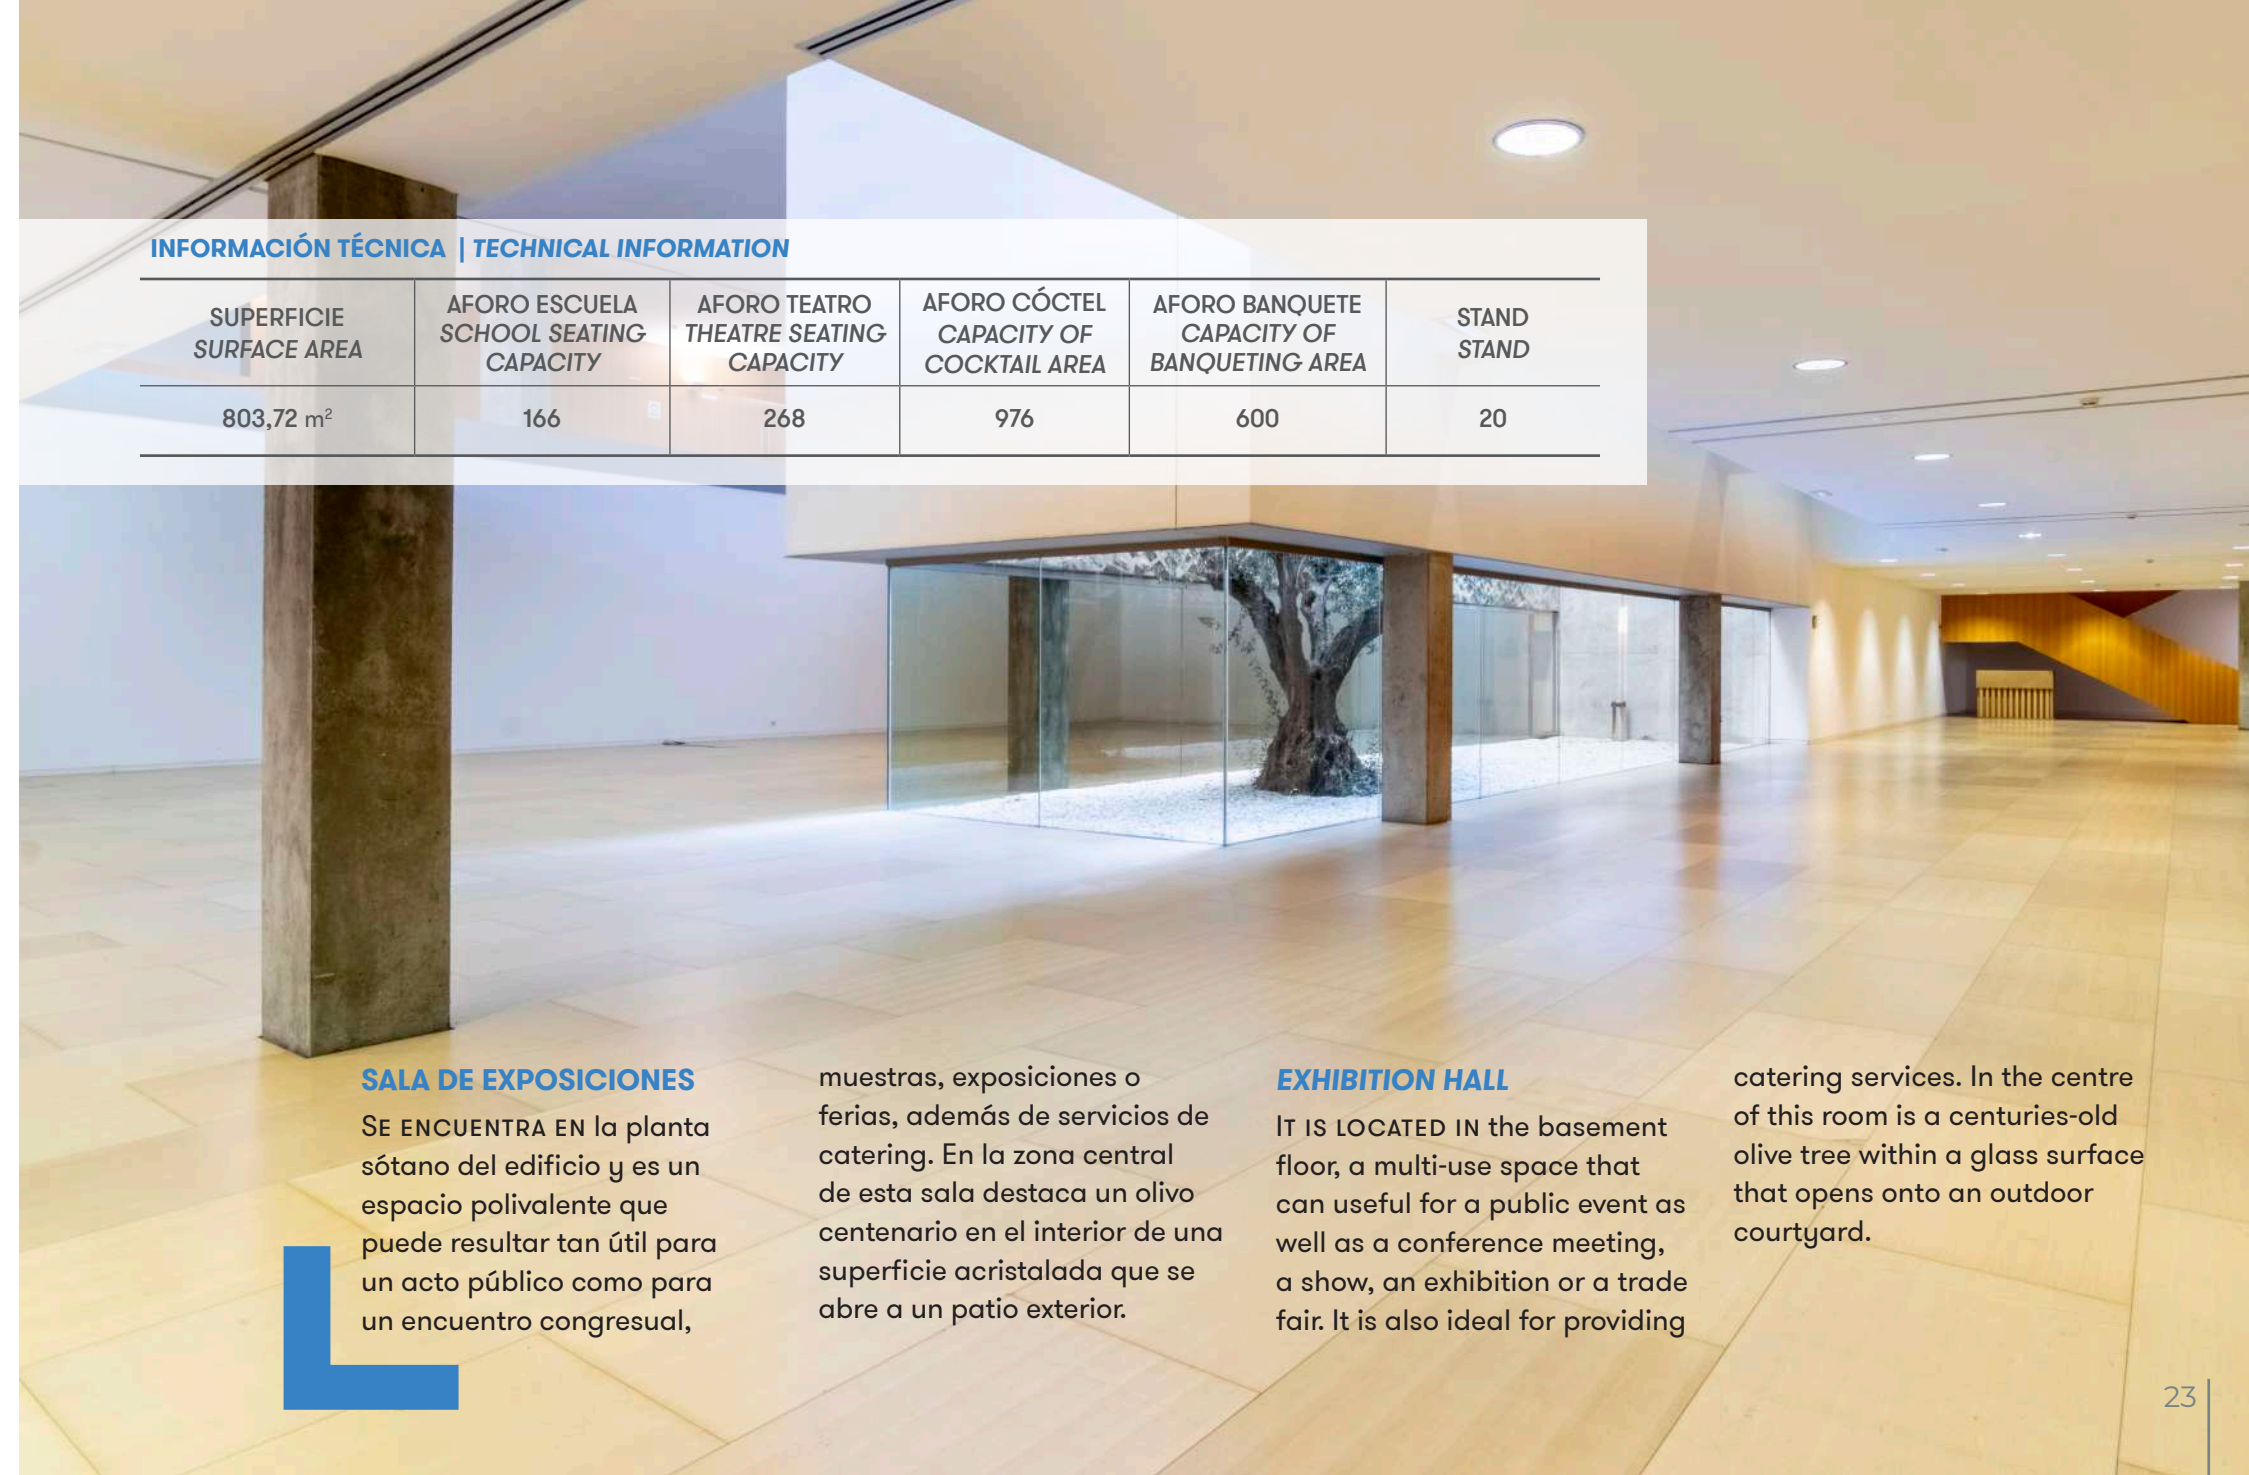 INFORMACIÓN TÉCNICA | TECHNICAL INFORMATION
SUPERFICIE
SURFACE AREA
AFORO ESCUELA
SCHOOL SEATING
CAPACITY
AFORO TEATRO
THEATRE SEATING
CAPACITY
AFORO CÓCTEL
CAPACITY OF
COCKTAIL AREA
AFORO BANQUETE
CAPACITY OF
BANQUETING AREA
STAND
STAND
803,72 m²
166
268
976
600
20
SALA DE EXPOSICIONES
SE ENCUENTRA EN la planta
sótano del edificio y es un
espacio polivalente que
puede resultar tan útil para
un acto público como para
un encuentro congresual,
muestras, exposiciones o
ferias, además de servicios de
catering. En la zona central
de esta sala destaca un olivo
centenario en el interior de una
superficie acristalada que se
abre a un patio exterior.
EXHIBITION HALL
IT IS LOCATED IN the basement
floor, a multi-use space that
can useful for a public event as
well as a conference meeting,
a show, an exhibition or a trade
fair. It is also ideal for providing
catering services. In the centre
of this room is a centuries-old
olive tree within a glass surface
that opens onto an outdoor
courtyard.
23